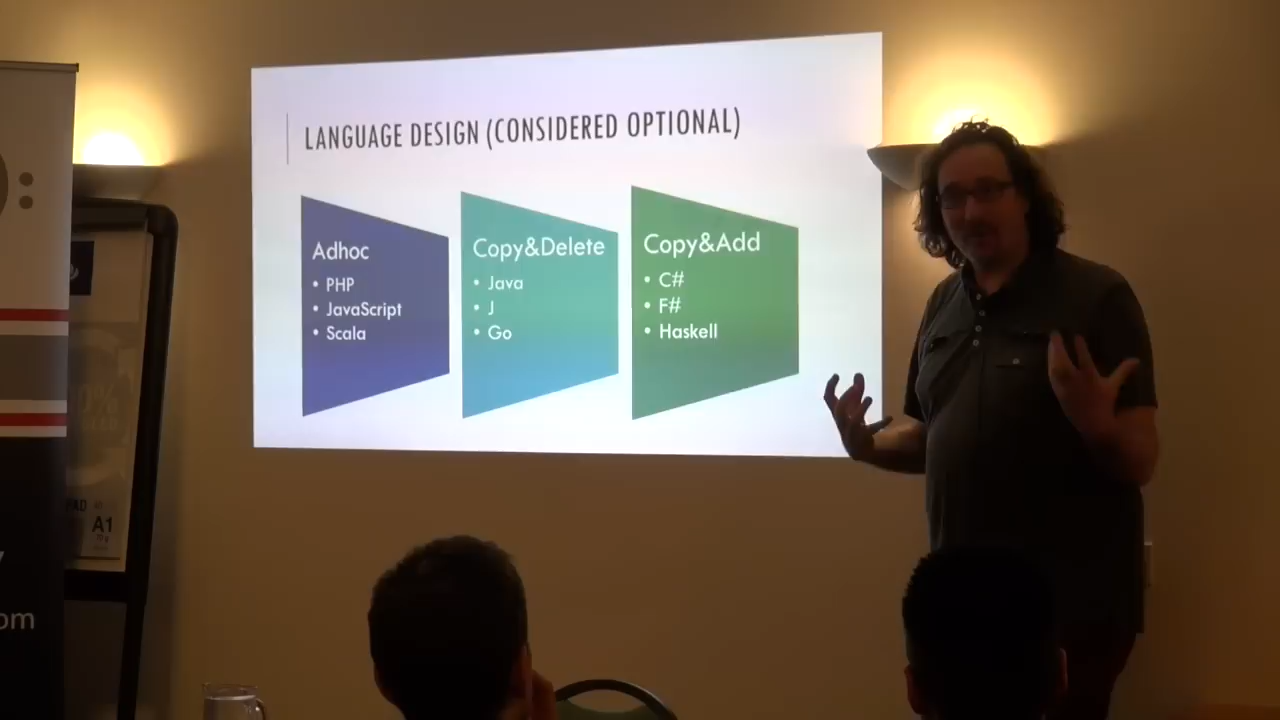 LANGUAGE DESIGN (CONSIDERED OPTIONAL)
Adhoc
• PHP
• JavaScript
• Scala
Copy&Delete
• Java
• J
• Go
Copy&Add
• C#
• F#
• Haskell
A1
om